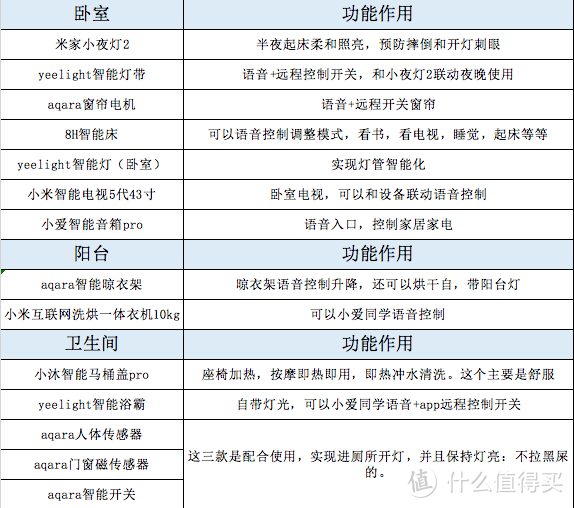 卧室 功能作用
米家小夜灯2 半夜起床柔和照亮，预防摔倒和开灯刺眼
yeelight智能灯带 语音+远程控制开关，和小夜灯2联动夜晚使用
aqara窗帘电机 语音+远程开关窗帘
8H智能床 可以语音控制调整模式，看书，看电视，睡觉，起床等等
yeelight智能灯（卧室） 实现灯管智能化
小米智能电视5代43寸 卧室电视，可以和设备联动语音控制
小爱智能音箱pro 语音入口，控制家居家电
阳台 功能作用
aqara智能晾衣架 晾衣架语音控制升降，还可以烘干自，带阳台灯
小米互联网洗烘一体衣机10kg 可以小爱同学语音控制
卫生间 功能作用
小沐智能马桶盖pro 座椅加热，按摩即热即用，即热冲水清洗。这个主要是舒服
yeelight智能浴霸 自带灯光，可以小爱同学语音+app远程控制开关
aqara人体传感器
aqara门窗磁传感器
aqara智能开关
这三款是配合使用，实现进厕所开灯，并且保持灯亮：不拉黑屎
的。
值 什么值得买